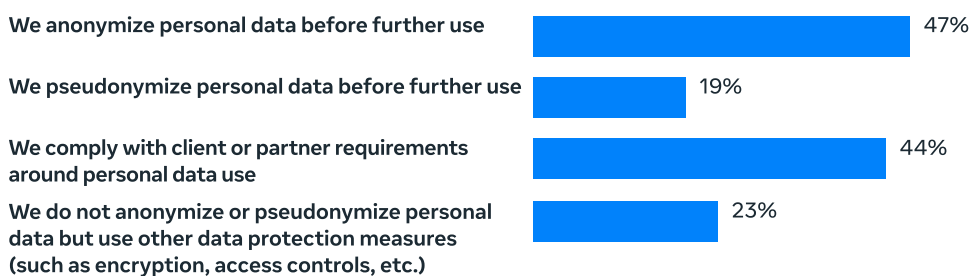 We anonymize personal data before further use
47%
We pseudonymize personal data before further use
19%
We comply with client or partner requirements
around personal data use
44%
We do not anonymize or pseudonymize personal
data but use other data protection measures
(such as encryption, access controls, etc.)
23%